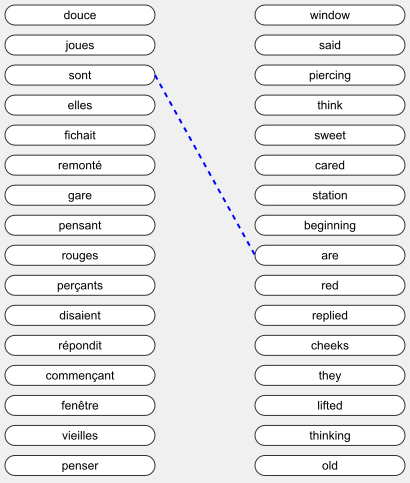 douce window
joues said
sont piercing
elles think
fichait sweet
remonté cared
gare station
pensant beginning
rouges are
perçants red
disaient replied
répondit cheeks
commençant they
fenêtre lifted
vieilles thinking
penser old